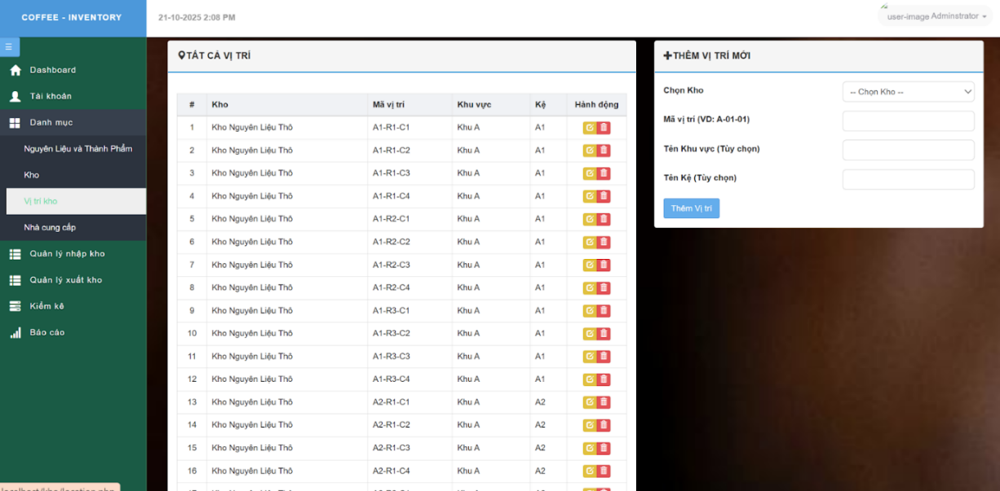 COFFEE - INVENTORY
21-10-2025 2:08 PM
user-image Adminstrator
Dashboard
Tài khoản
Danh mục
Nguyên Liệu và Thành Phẩm
Kho
Vị trí kho
Nhà cung cấp
Quản lý nhập kho
Quản lý xuất kho
Kiểm kê
Báo cáo
TẤT CẢ VỊ TRÍ
# Kho Mã vị trí Khu vực Kệ Hành động
1 Kho Nguyên Liệu Thô A1-R1-C1 Khu A A1
2 Kho Nguyên Liệu Thô A1-R1-C2 Khu A A1
3 Kho Nguyên Liệu Thô A1-R1-C3 Khu A A1
4 Kho Nguyên Liệu Thô A1-R1-C4 Khu A A1
5 Kho Nguyên Liệu Thô A1-R2-C1 Khu A A1
6 Kho Nguyên Liệu Thô A1-R2-C2 Khu A A1
7 Kho Nguyên Liệu Thô A1-R2-C3 Khu A A1
8 Kho Nguyên Liệu Thô A1-R2-C4 Khu A A1
9 Kho Nguyên Liệu Thô A1-R3-C1 Khu A A1
10 Kho Nguyên Liệu Thô A1-R3-C2 Khu A A1
11 Kho Nguyên Liệu Thô A1-R3-C3 Khu A A1
12 Kho Nguyên Liệu Thô A1-R3-C4 Khu A A1
13 Kho Nguyên Liệu Thô A2-R1-C1 Khu A A2
14 Kho Nguyên Liệu Thô A2-R1-C2 Khu A A2
15 Kho Nguyên Liệu Thô A2-R1-C3 Khu A A2
16 Kho Nguyên Liệu Thô A2-R1-C4 Khu A A2
THÊM VỊ TRÍ MỚI
Chọn Kho
-- Chọn Kho --
Mã vị trí (VD: A-01-01)
Tên Khu vực (Tùy chọn)
Tên Kệ (Tùy chọn)
Thêm Vị trí